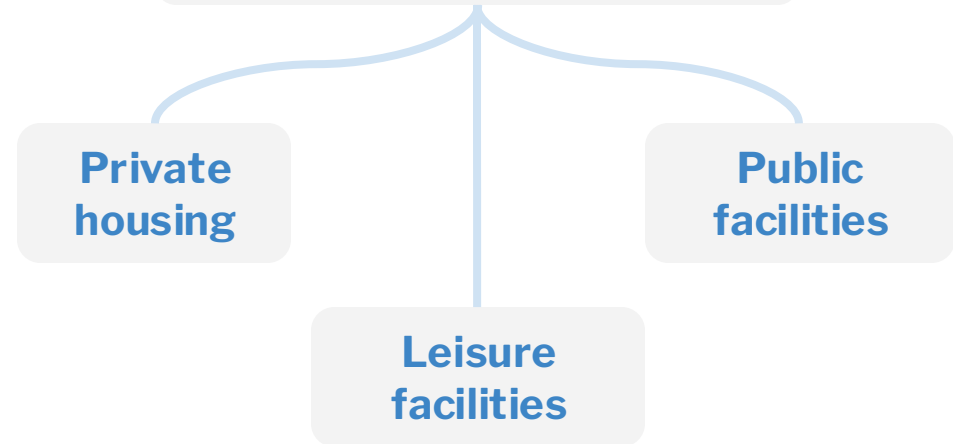 Private
housing
Public
facilities
Leisure
facilities